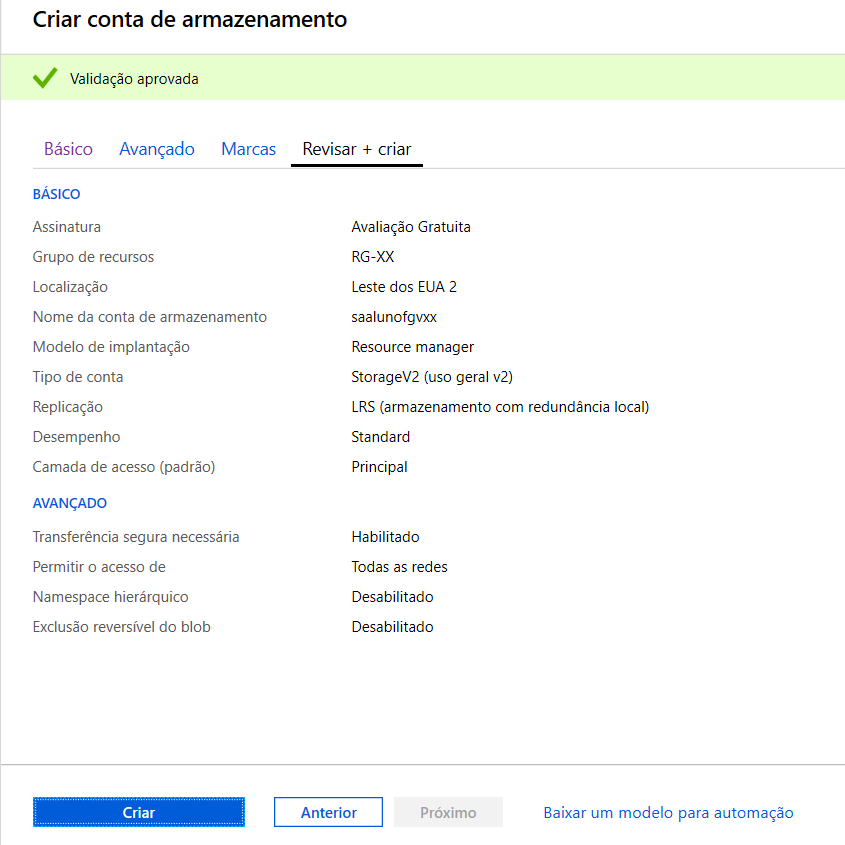 Criar conta de armazenamento
Validação aprovada
Básico Avançado Marcas Revisar + criar
BÁSICO
Assinatura Avaliação Gratuita
Grupo de recursos RG-XX
Localização Leste dos EUA 2
Nome da conta de armazenamento saalunofgvxx
Modelo de implantação Resource manager
Tipo de conta StorageV2 (uso geral v2)
Replicação LRS (armazenamento com redundância local)
Desempenho Standard
Camada de acesso (padrão) Principal
AVANÇADO
Transferência segura necessária Habilitado
Permitir o acesso de Todas as redes
Namespace hierárquico Desabilitado
Exclusão reversível do blob Desabilitado
Criar Anterior Próximo Baixar um modelo para automação